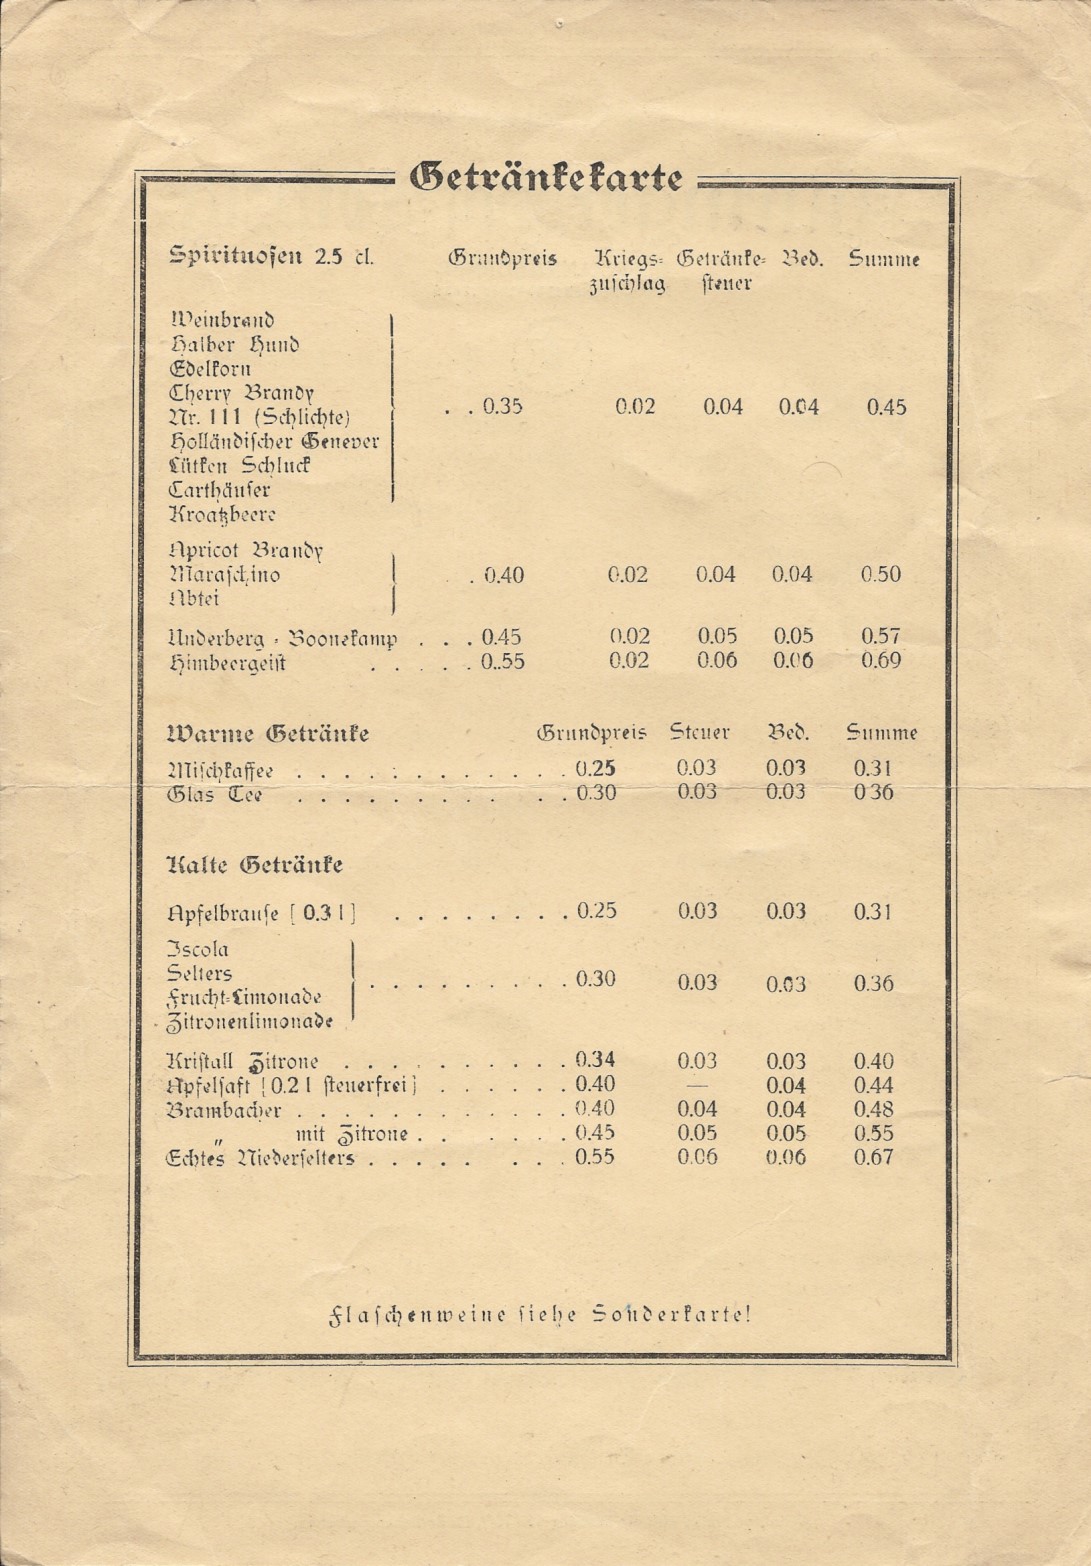 Getränkekarte
Spirituosen 2.5 cl. Grundpreis Kriegs- Getränke- Bed. Summe
zuschlag steuer
Weinbrand
Halber Hund
Edelkorn
Cherry Brandy
. . 0.35 0.02 0.04 0.04 0.45
Nr. 111 (Schlichte)
Holländischer Genever
Lütken Schluck
Carthäuser
Kroatzbeere
Apricot Brandy
Maraschino . 0.40 0.02 0.04 0.04 0.50
Abtei
Underberg - Boonekamp . . . 0.45 0.02 0.05 0.05 0.57
Himbeergeist . . . . . 0..55 0.02 0.06 0.06 0.69
Warme Getränke Grundpreis Steuer Bed. Summe
Mischkaffee . . . . . . . . . . . . 0.25 0.03 0.03 0.31
Glas Tee . . . . . . . . . . . 0.30 0.03 0.03 0 36
Kalte Getränke
Apfelbrause [ 0.3 l ] . . . . . . . . 0.25 0.03 0.03 0.31
Iscola
Selters
. . . . . . . . . 0.30 0.03 0.03 0.36
Frucht-Limonade
Zitronenlimonade
Kristall Zitrone . . . . . . . . . . 0.34 0.03 0.03 0.40
Apfelsaft [ 0.2 l steuerfrei ] . . . . . . 0.40 — 0.04 0.44
Brambacher . . . . . . . . . . . . 0.40 0.04 0.04 0.48
„ mit Zitrone . . . . . . 0.45 0.05 0.05 0.55
Echtes Niederselters . . . . . . . . 0.55 0.06 0.06 0.67
Flaschenweine siehe Sonderkarte!